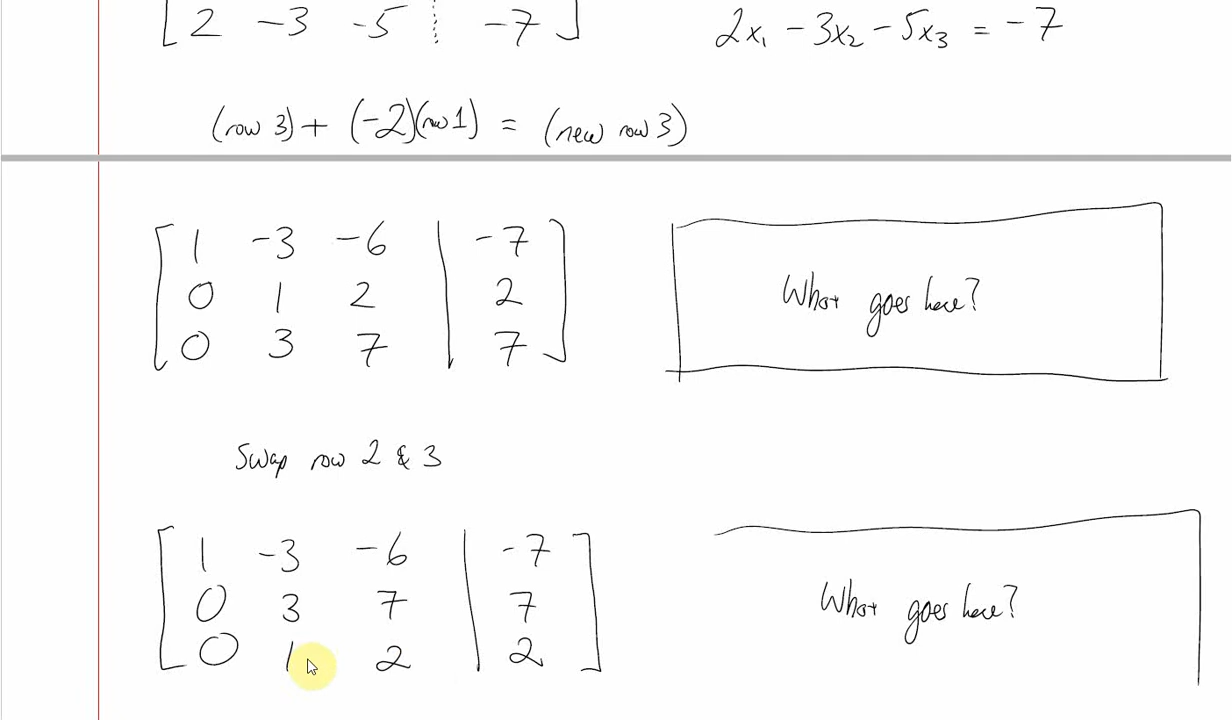 [ 2 -3 -5 ⋮ -7 ] 2x₁ - 3x₂ - 5x₃ = -7
(row 3) + (-2)(row 1) = (new row 3)
[ 1 -3 -6 | -7 ]
[ 0 1 2 | 2 ] What goes here?
[ 0 3 7 | 7 ]
Swap row 2 & 3
[ 1 -3 -6 | -7 ]
[ 0 3 7 | 7 ] What goes here?
[ 0 1 2 | 2 ]